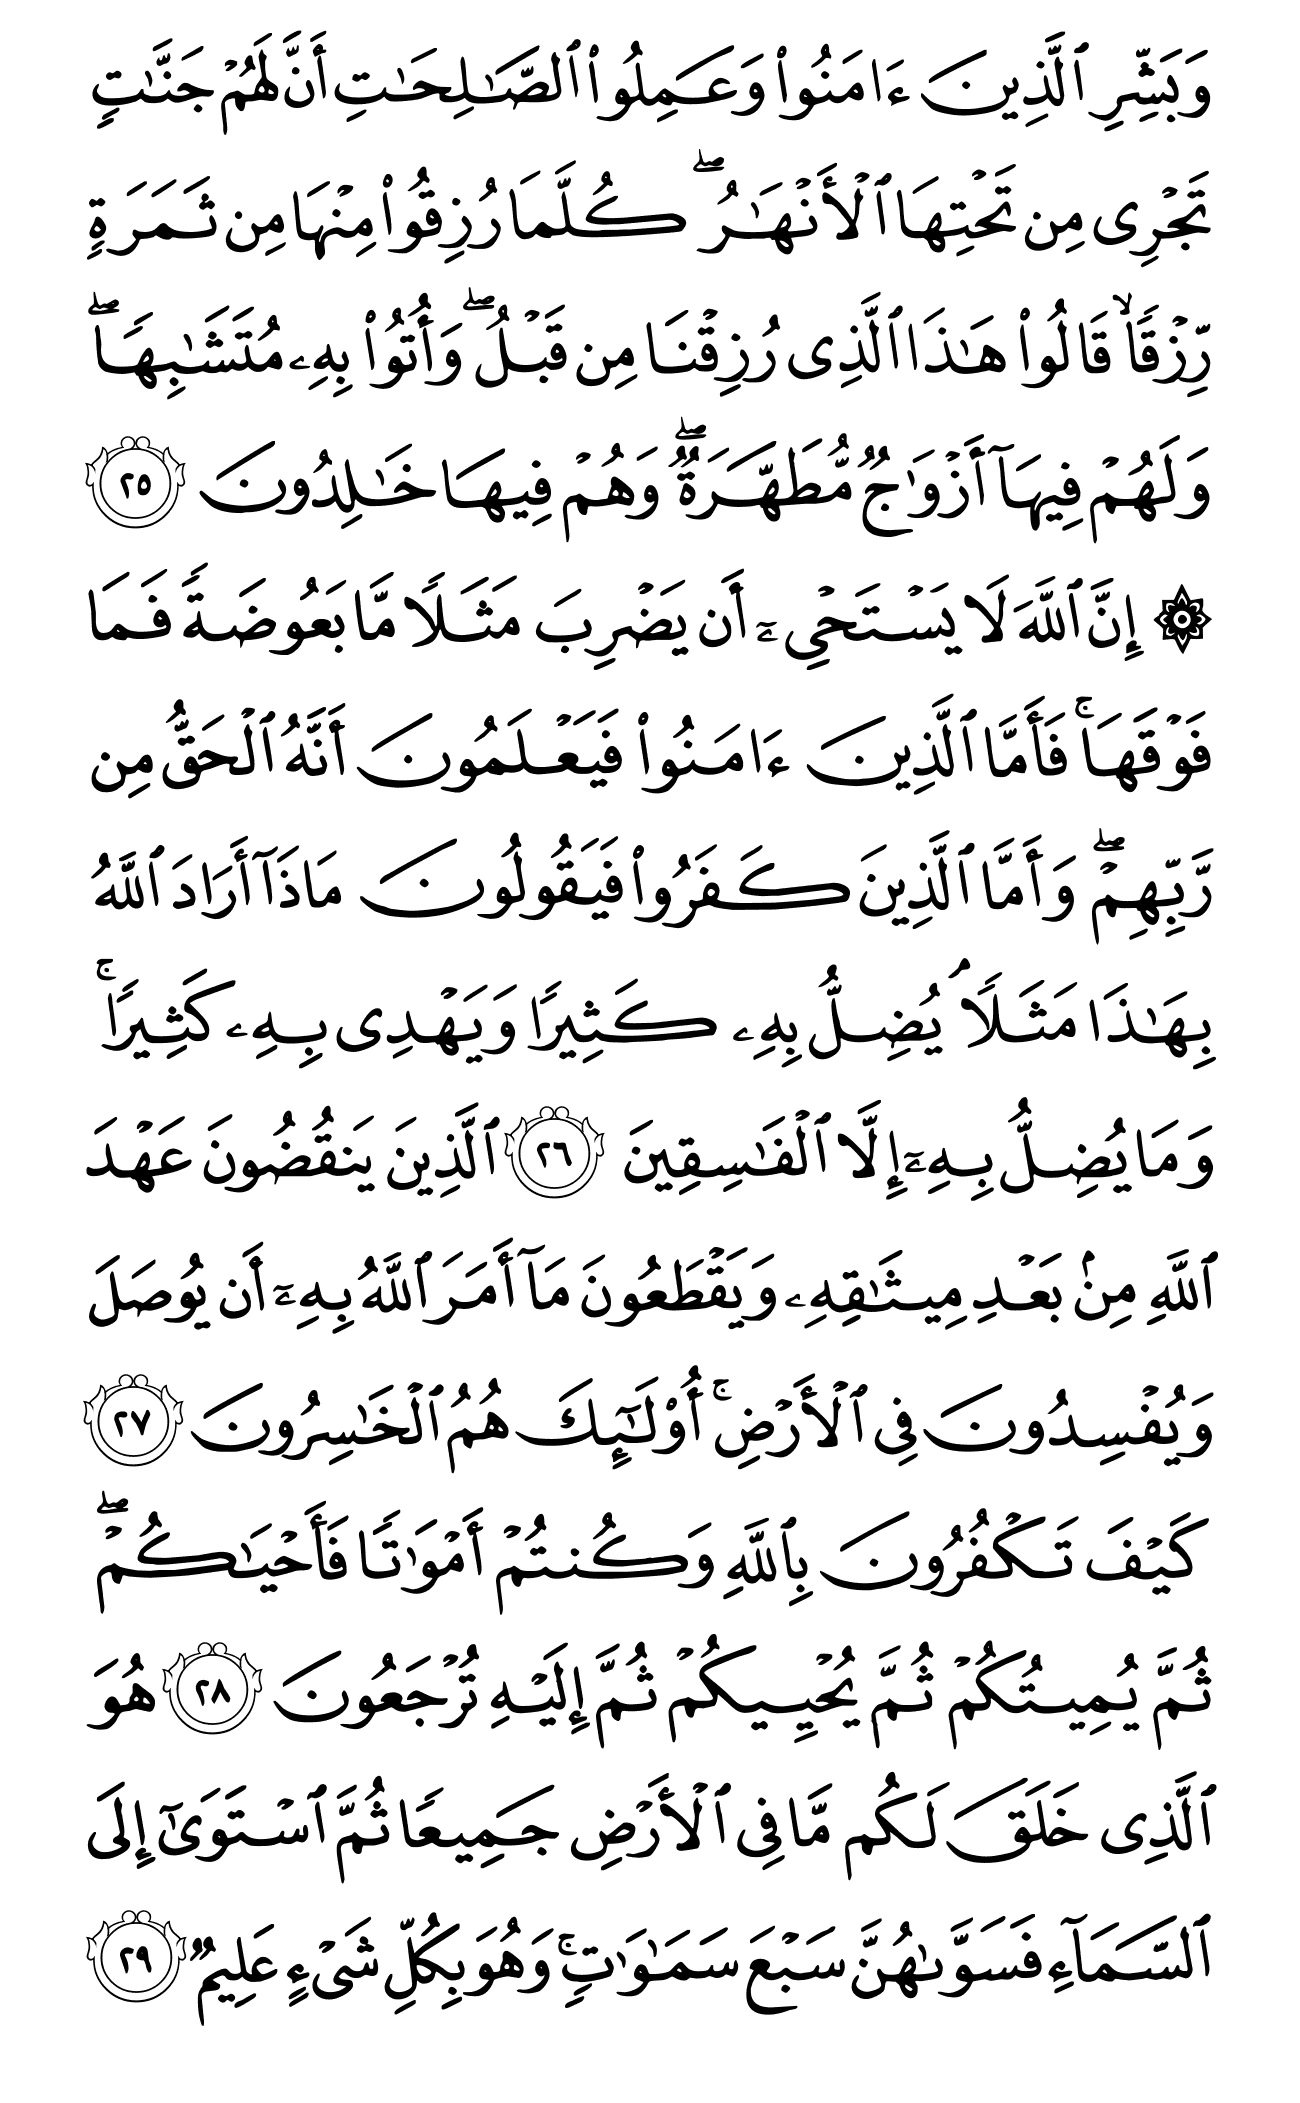 وَبَشِّرِ ٱلَّذِينَ ءَامَنُوا۟ وَعَمِلُوا۟ ٱلصَّـٰلِحَـٰتِ أَنَّ لَهُمْ جَنَّـٰتٍ
تَجْرِى مِن تَحْتِهَا ٱلْأَنْهَـٰرُ ۖ كُلَّمَا رُزِقُوا۟ مِنْهَا مِن ثَمَرَةٍ
رِّزْقًا ۙ قَالُوا۟ هَـٰذَا ٱلَّذِى رُزِقْنَا مِن قَبْلُ ۖ وَأُتُوا۟ بِهِۦ مُتَشَـٰبِهًا ۖ
وَلَهُمْ فِيهَآ أَزْوَٰجٌ مُّطَهَّرَةٌ ۖ وَهُمْ فِيهَا خَـٰلِدُونَ ٢٥
۞ إِنَّ ٱللَّهَ لَا يَسْتَحْىِۦٓ أَن يَضْرِبَ مَثَلًا مَّا بَعُوضَةً فَمَا
فَوْقَهَا ۚ فَأَمَّا ٱلَّذِينَ ءَامَنُوا۟ فَيَعْلَمُونَ أَنَّهُ ٱلْحَقُّ مِن
رَّبِّهِمْ ۖ وَأَمَّا ٱلَّذِينَ كَفَرُوا۟ فَيَقُولُونَ مَاذَآ أَرَادَ ٱللَّهُ
بِهَـٰذَا مَثَلًا ۘ يُضِلُّ بِهِۦ كَثِيرًا وَيَهْدِى بِهِۦ كَثِيرًا ۚ
وَمَا يُضِلُّ بِهِۦٓ إِلَّا ٱلْفَـٰسِقِينَ ٢٦ ٱلَّذِينَ يَنقُضُونَ عَهْدَ
ٱللَّهِ مِنۢ بَعْدِ مِيثَـٰقِهِۦ وَيَقْطَعُونَ مَآ أَمَرَ ٱللَّهُ بِهِۦٓ أَن يُوصَلَ
وَيُفْسِدُونَ فِى ٱلْأَرْضِ ۚ أُو۟لَـٰٓئِكَ هُمُ ٱلْخَـٰسِرُونَ ٢٧
كَيْفَ تَكْفُرُونَ بِٱللَّهِ وَكُنتُمْ أَمْوَٰتًا فَأَحْيَـٰكُمْ ۖ
ثُمَّ يُمِيتُكُمْ ثُمَّ يُحْيِيكُمْ ثُمَّ إِلَيْهِ تُرْجَعُونَ ٢٨ هُوَ
ٱلَّذِى خَلَقَ لَكُم مَّا فِى ٱلْأَرْضِ جَمِيعًا ثُمَّ ٱسْتَوَىٰٓ إِلَى
ٱلسَّمَآءِ فَسَوَّىٰهُنَّ سَبْعَ سَمَـٰوَٰتٍ ۚ وَهُوَ بِكُلِّ شَىْءٍ عَلِيمٌ ٢٩